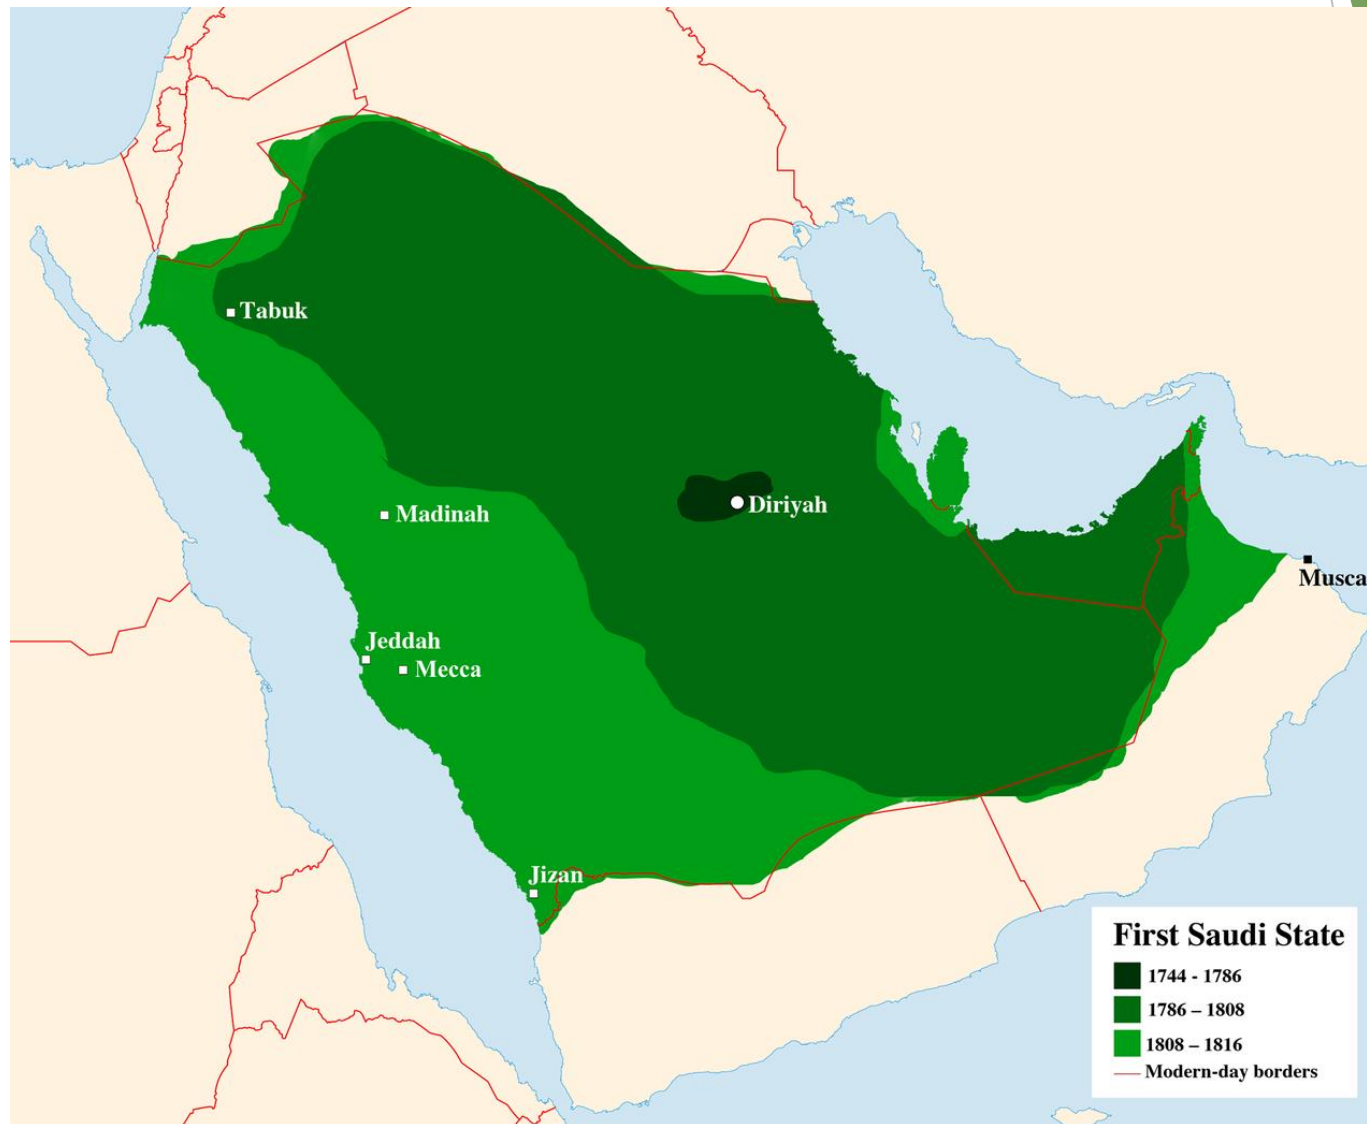 Tabuk
Diriyah
Madinah
Musca
Jeddah
Mecca
Jizan
First Saudi State
1744 - 1786
1786 – 1808
1808 – 1816
Modern-day borders